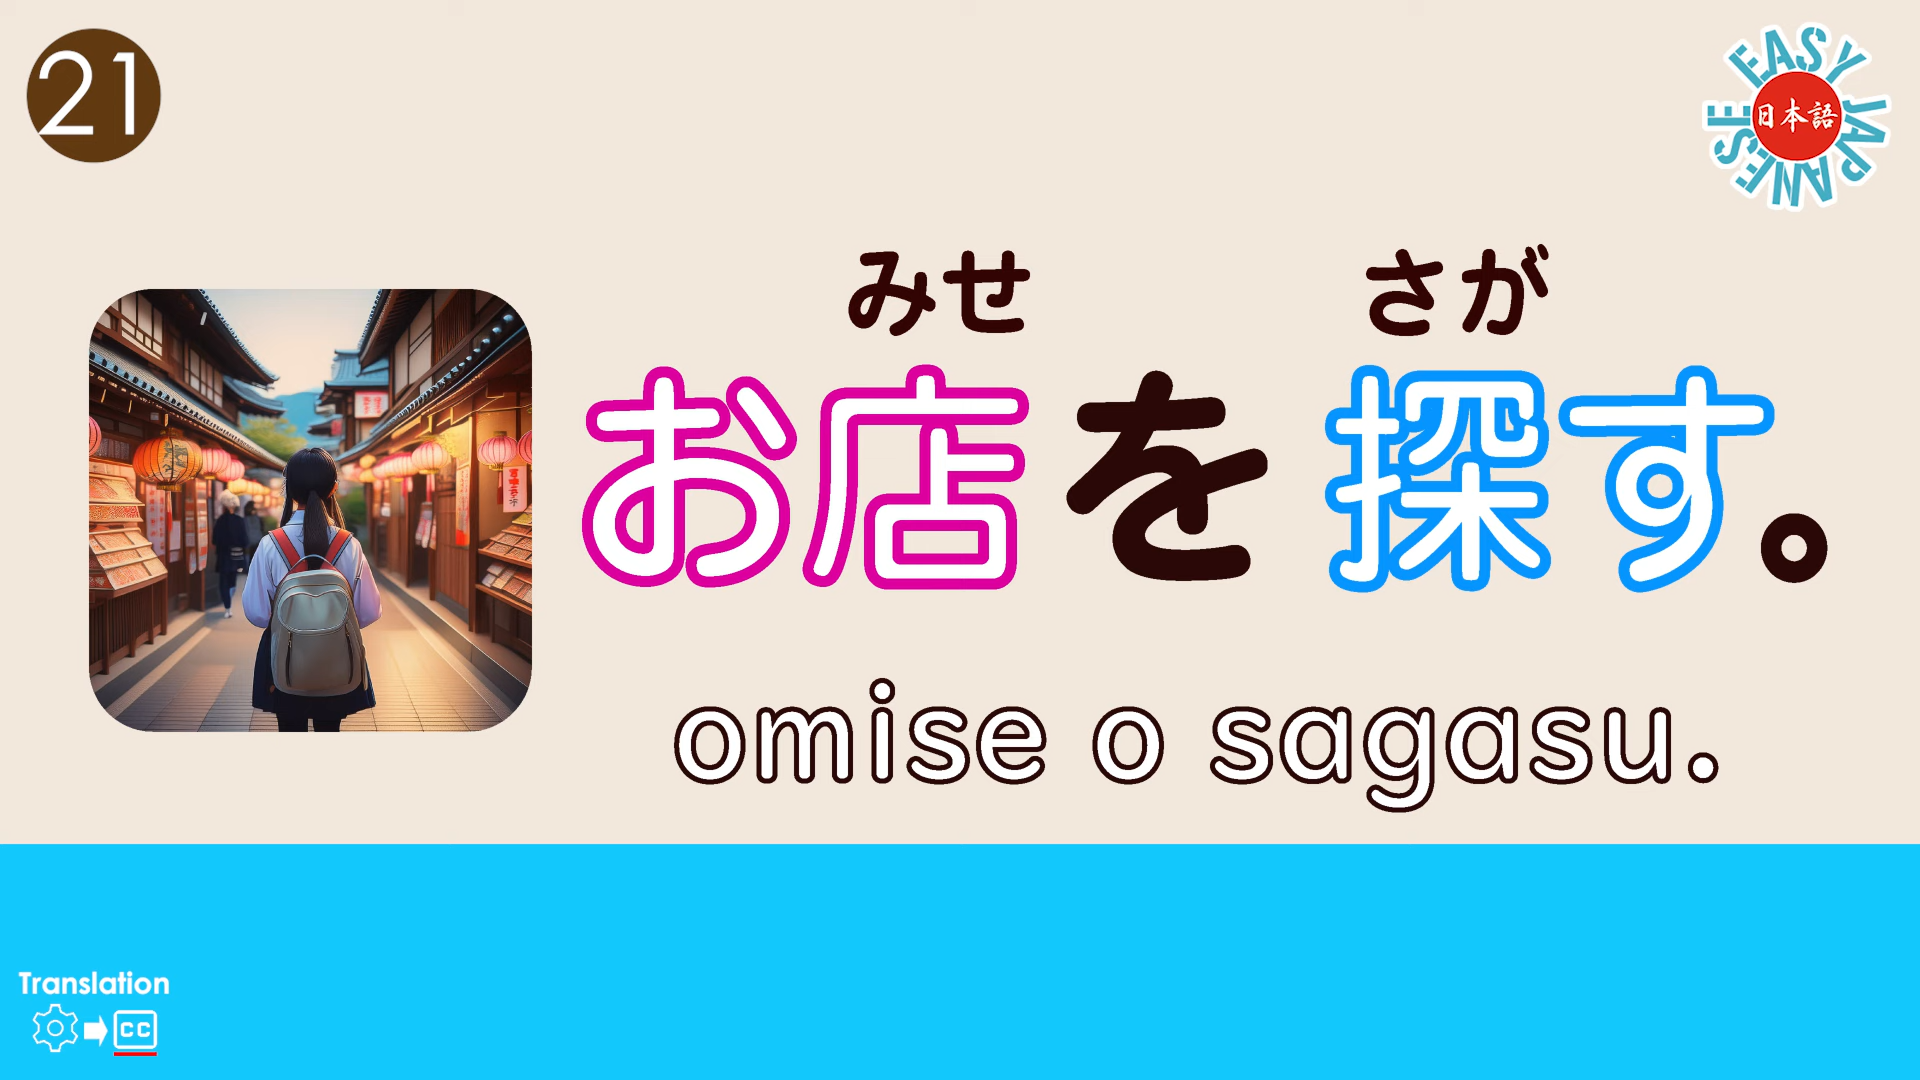 21
EASY JAPANESE
日本語
みせ さが
お店を探す。
omise o sagasu.
Translation
CC